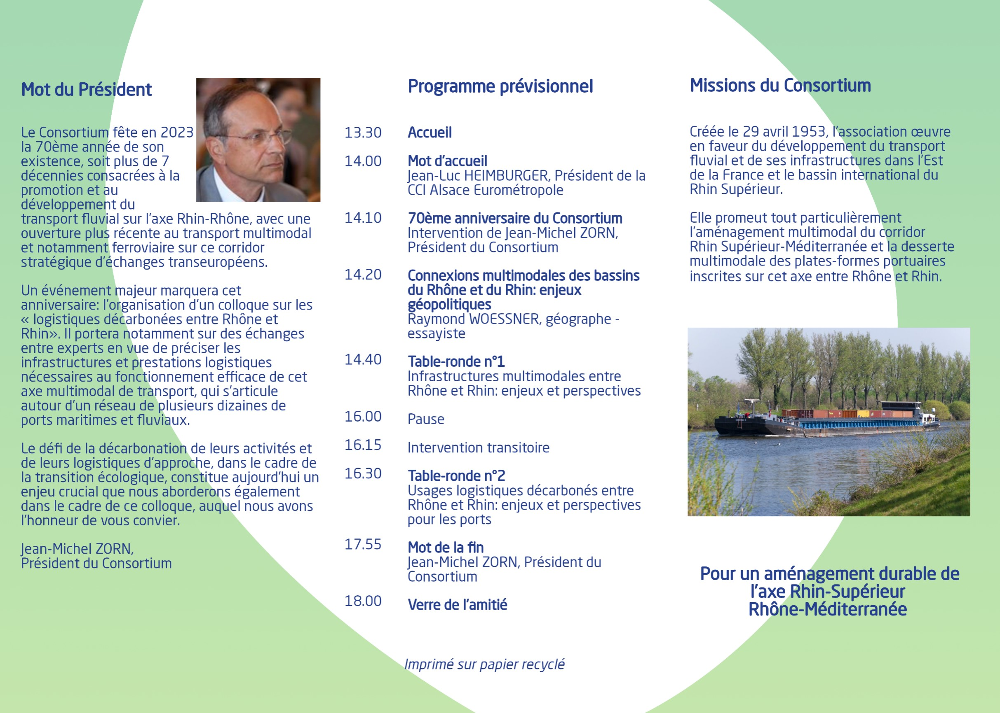 Mot du Président
Le Consortium fête en 2023
la 70ème année de son
existence, soit plus de 7
décennies consacrées à la
promotion et au
développement du
transport fluvial sur l'axe Rhin-Rhône, avec une
ouverture plus récente au transport multimodal
et notamment ferroviaire sur ce corridor
stratégique d'échanges transeuropéens.
Un événement majeur marquera cet
anniversaire: l'organisation d'un colloque sur les
« logistiques décarbonées entre Rhône et
Rhin». Il portera notamment sur des échanges
entre experts en vue de préciser les
infrastructures et prestations logistiques
nécessaires au fonctionnement efficace de cet
axe multimodal de transport, qui s'articule
autour d'un réseau de plusieurs dizaines de
ports maritimes et fluviaux.
Le défi de la décarbonation de leurs activités et
de leurs logistiques d'approche, dans le cadre de
la transition écologique, constitue aujourd'hui un
enjeu crucial que nous aborderons également
dans le cadre de ce colloque, auquel nous avons
l'honneur de vous convier.
Jean-Michel ZORN,
Président du Consortium
Programme prévisionnel
13.30 Accueil
14.00 Mot d'accueil
Jean-Luc HEIMBURGER, Président de la
CCI Alsace Eurométropole
14.10 70ème anniversaire du Consortium
Intervention de Jean-Michel ZORN,
Président du Consortium
14.20 Connexions multimodales des bassins
du Rhône et du Rhin: enjeux
géopolitiques
Raymond WOESSNER, géographe -
essayiste
14.40 Table-ronde n°1
Infrastructures multimodales entre
Rhône et Rhin: enjeux et perspectives
16.00 Pause
16.15 Intervention transitoire
16.30 Table-ronde n°2
Usages logistiques décarbonés entre
Rhône et Rhin: enjeux et perspectives
pour les ports
17.55 Mot de la fin
Jean-Michel ZORN, Président du
Consortium
18.00 Verre de l'amitié
Imprimé sur papier recyclé
Missions du Consortium
Créée le 29 avril 1953, l'association œuvre
en faveur du développement du transport
fluvial et de ses infrastructures dans l'Est
de la France et le bassin international du
Rhin Supérieur.
Elle promeut tout particulièrement
l'aménagement multimodal du corridor
Rhin Supérieur-Méditerranée et la desserte
multimodale des plates-formes portuaires
inscrites sur cet axe entre Rhône et Rhin.
Pour un aménagement durable de
l'axe Rhin-Supérieur
Rhône-Méditerranée